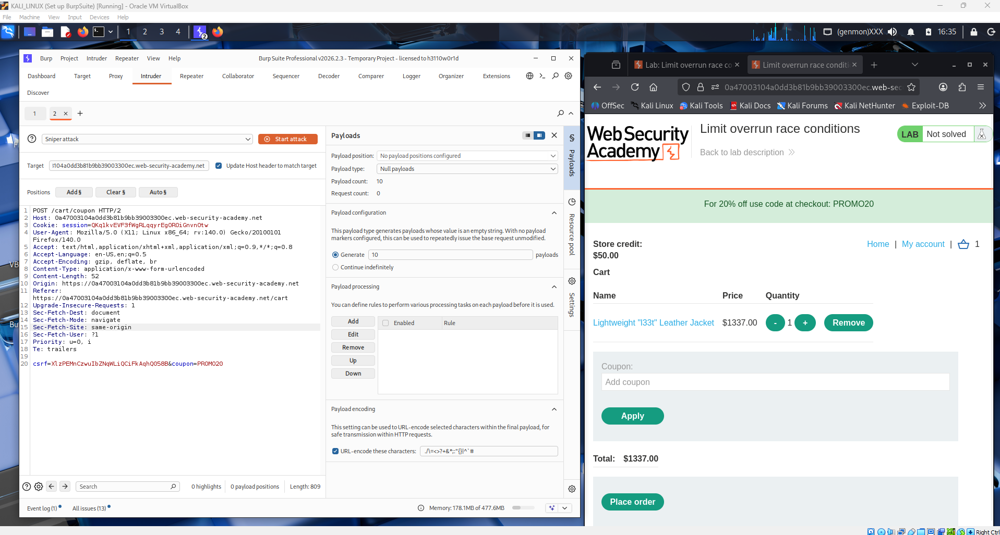 KALI_LINUX (Set up BurpSuite) [Running] - Oracle VM VirtualBox
File Machine View Input Devices Help
1 2 3 4 2 (genmon)XXX 16:35
Burp Project Intruder Repeater View Help Burp Suite Professional v2026.2.3 - Temporary Project - licensed to h3110w0r1d
Dashboard Target Proxy Intruder Repeater Collaborator Sequencer Decoder Comparer Logger Organizer Extensions
Discover
1 2
Sniper attack Start attack
Target l104a0dd3b81b9bb39003300ec.web-security-academy.net Update Host header to match target
Positions Add § Clear § Auto §
1 POST /cart/coupon HTTP/2
2 Host: 0a47003104a0dd3b81b9bb39003300ec.web-security-academy.net
3 Cookie: session=QKq1kvEVF3fWgRLqqyrEgOROiGnvnOtw
4 User-Agent: Mozilla/5.0 (X11; Linux x86_64; rv:140.0) Gecko/20100101
Firefox/140.0
5 Accept: text/html,application/xhtml+xml,application/xml;q=0.9,*/*;q=0.8
6 Accept-Language: en-US,en;q=0.5
7 Accept-Encoding: gzip, deflate, br
8 Content-Type: application/x-www-form-urlencoded
9 Content-Length: 52
10 Origin: https://0a47003104a0dd3b81b9bb39003300ec.web-security-academy.net
11 Referer:
https://0a47003104a0dd3b81b9bb39003300ec.web-security-academy.net/cart
12 Upgrade-Insecure-Requests: 1
13 Sec-Fetch-Dest: document
14 Sec-Fetch-Mode: navigate
15 Sec-Fetch-Site: same-origin
16 Sec-Fetch-User: ?1
17 Priority: u=0, i
18 Te: trailers
19
20 csrf=XlzPEMnCzwuIbZNqWLiQCiFkAqhQ058B&coupon=PROMO20
Search 0 highlights 0 payload positions Length: 809
Event log (1) All issues (13) Memory: 178.1MB of 477.6MB
Payloads
Payload position: No payload positions configured
Payload type: Null payloads
Payload count: 10
Request count: 0
Payload configuration
This payload type generates payloads whose value is an empty string. With no payload
markers configured, this can be used to repeatedly issue the base request unmodified.
Generate 10 payloads
Continue indefinitely
Payload processing
You can define rules to perform various processing tasks on each payload before it is used.
Add Enabled Rule
Edit
Remove
Up
Down
Payload encoding
This setting can be used to URL-encode selected characters within the final payload, for
safe transmission within HTTP requests.
URL-encode these characters: ./\=<>?+&*;:"{}|^`#
Payloads
Resource pool
Settings
Lab: Limit overrun race co Limit overrun race conditi
0a47003104a0dd3b81b9bb39003300ec.web-sec
OffSec Kali Linux Kali Tools Kali Docs Kali Forums Kali NetHunter Exploit-DB
Web Security
Academy
Limit overrun race conditions
Back to lab description
LAB Not solved
For 20% off use code at checkout: PROMO20
Store credit:
$50.00
Home | My account | 1
Cart
Name Price Quantity
Lightweight "l33t" Leather Jacket $1337.00 - 1 + Remove
Coupon:
Add coupon
Apply
Total: $1337.00
Place order
VB
Bu
Right Ctrl